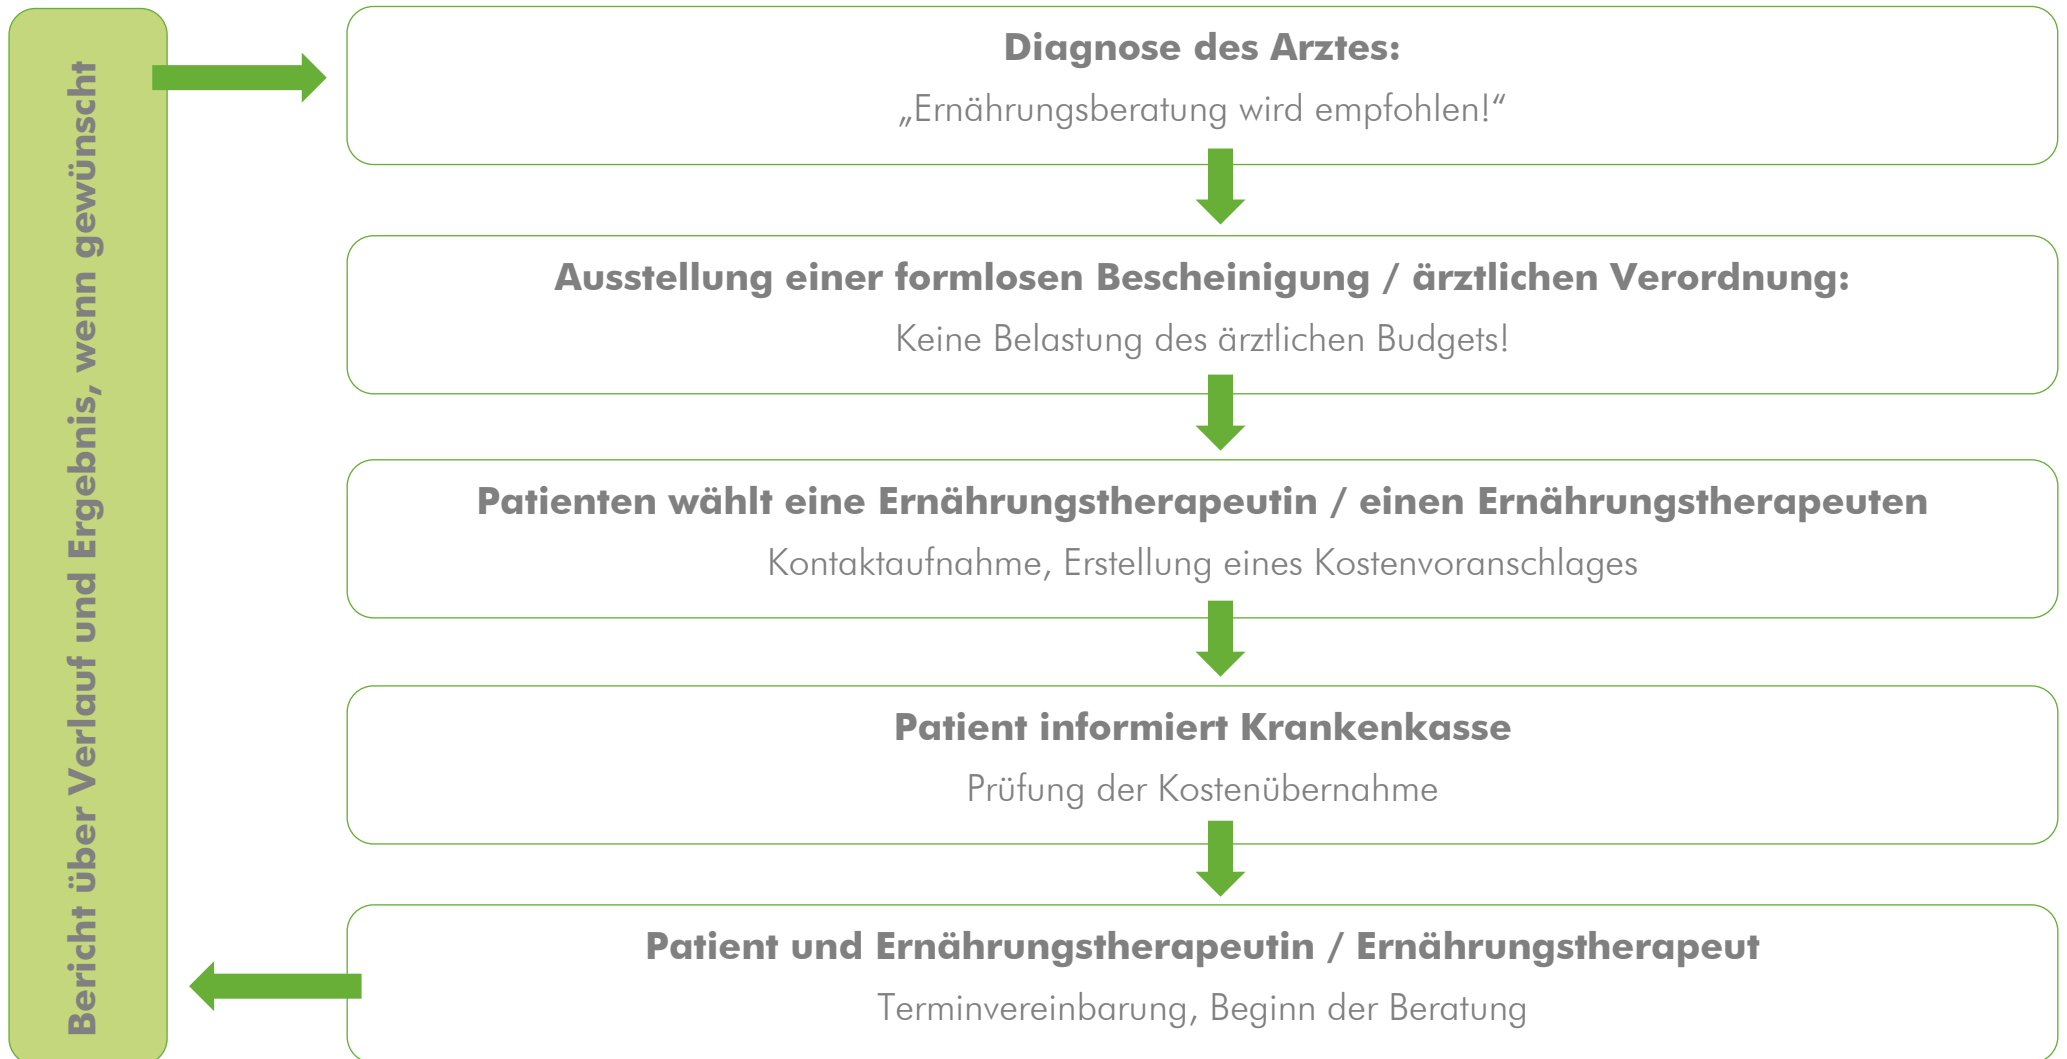 Bericht über Verlauf und Ergebnis, wenn gewünscht
Diagnose des Arztes:
„Ernährungsberatung wird empfohlen!“
Ausstellung einer formlosen Bescheinigung / ärztlichen Verordnung:
Keine Belastung des ärztlichen Budgets!
Patienten wählt eine Ernährungstherapeutin / einen Ernährungstherapeuten
Kontaktaufnahme, Erstellung eines Kostenvoranschlages
Patient informiert Krankenkasse
Prüfung der Kostenübernahme
Patient und Ernährungstherapeutin / Ernährungstherapeut
Terminvereinbarung, Beginn der Beratung